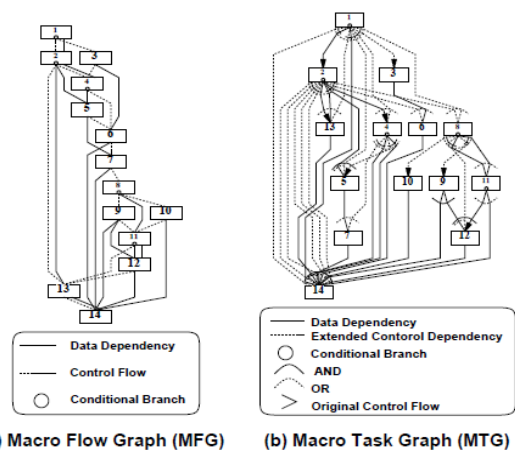 1
2
3
4
5
6
7
8
9
10
11
12
13
14
Data Dependency
Control Flow
Conditional Branch
) Macro Flow Graph (MFG)
1
2
3
13
4
6
8
5
10
9
11
7
12
14
Data Dependency
Extended Contorol Dependency
Conditional Branch
AND
OR
Original Control Flow
(b) Macro Task Graph (MTG)